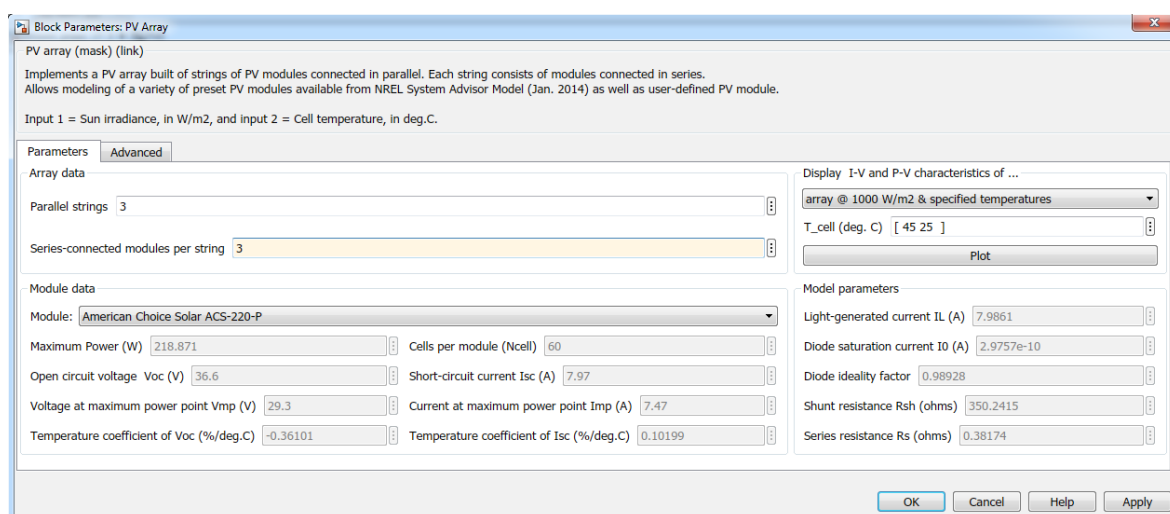 Block Parameters: PV Array
PV array (mask) (link)
Implements a PV array built of strings of PV modules connected in parallel. Each string consists of modules connected in series.
Allows modeling of a variety of preset PV modules available from NREL System Advisor Model (Jan. 2014) as well as user-defined PV module.
Input 1 = Sun irradiance, in W/m2, and input 2 = Cell temperature, in deg.C.
Parameters Advanced
Array data
Parallel strings 3
Series-connected modules per string 3
Display I-V and P-V characteristics of ...
array @ 1000 W/m2 & specified temperatures
T_cell (deg. C) [ 45 25 ]
Plot
Module data
Module: American Choice Solar ACS-220-P
Maximum Power (W) 218.871
Cells per module (Ncell) 60
Open circuit voltage Voc (V) 36.6
Short-circuit current Isc (A) 7.97
Voltage at maximum power point Vmp (V) 29.3
Current at maximum power point Imp (A) 7.47
Temperature coefficient of Voc (%/deg.C) -0.36101
Temperature coefficient of Isc (%/deg.C) 0.10199
Model parameters
Light-generated current IL (A) 7.9861
Diode saturation current I0 (A) 2.9757e-10
Diode ideality factor 0.98928
Shunt resistance Rsh (ohms) 350.2415
Series resistance Rs (ohms) 0.38174
OK Cancel Help Apply